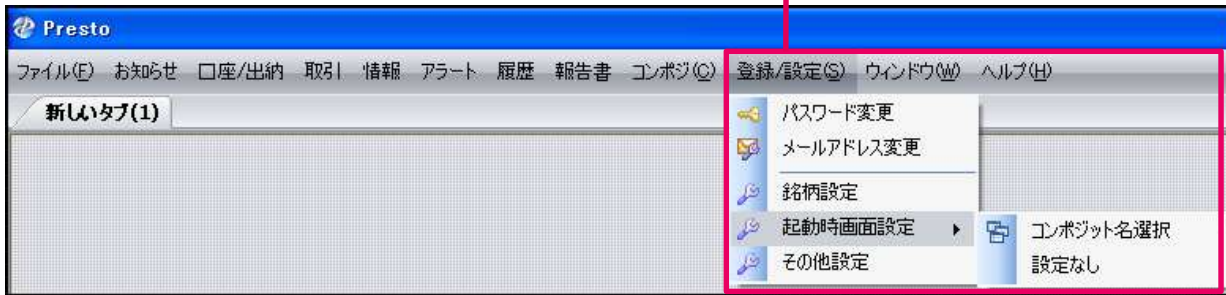 Presto
ファイル(F) お知らせ 口座/出納 取引 情報 アラート 履歴 報告書 コンポジ(C) 登録/設定(S) ウィンドウ(W) ヘルプ(H)
新しいタブ(1)
パスワード変更
メールアドレス変更
銘柄設定
起動時画面設定
コンポジット名選択
その他設定
設定なし